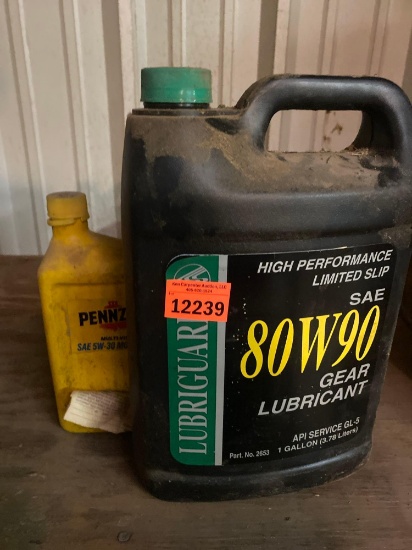 HIGH PERFORMANCE
LIMITED SLIP
SAE
80W90
GEAR
LUBRICANT
API SERVICE GL-5
Part. No. 2653 1 GALLON (3.78 Liters)
LUBRIGUARD
12239
PENNZ
SAE 5W-30